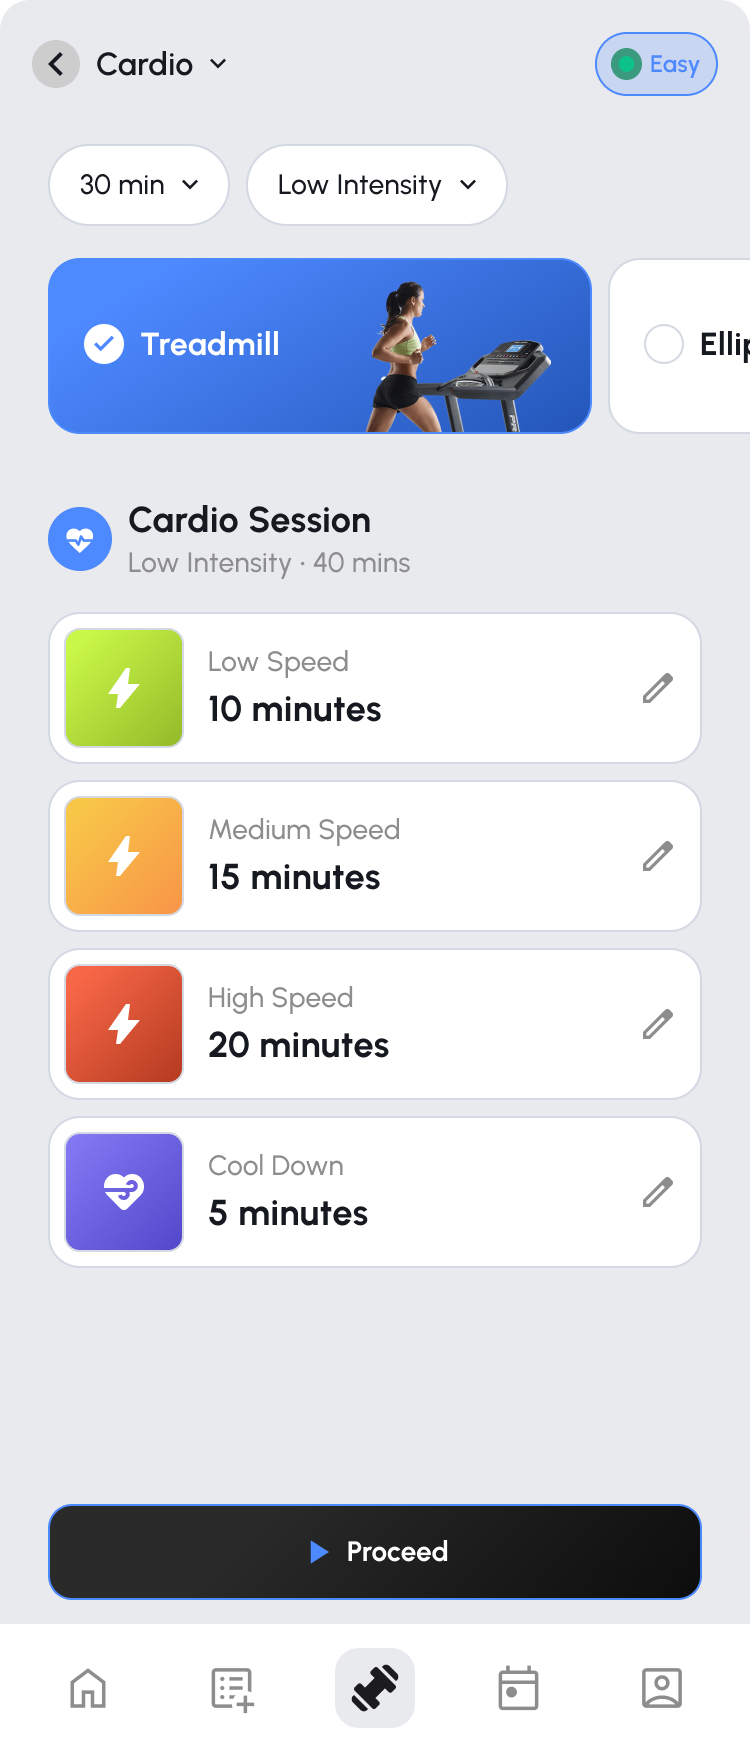 Cardio
Easy
30 min
Low Intensity
Treadmill
Cardio Session
Low Intensity · 40 mins
Low Speed
10 minutes
Medium Speed
15 minutes
High Speed
20 minutes
Cool Down
5 minutes
Proceed